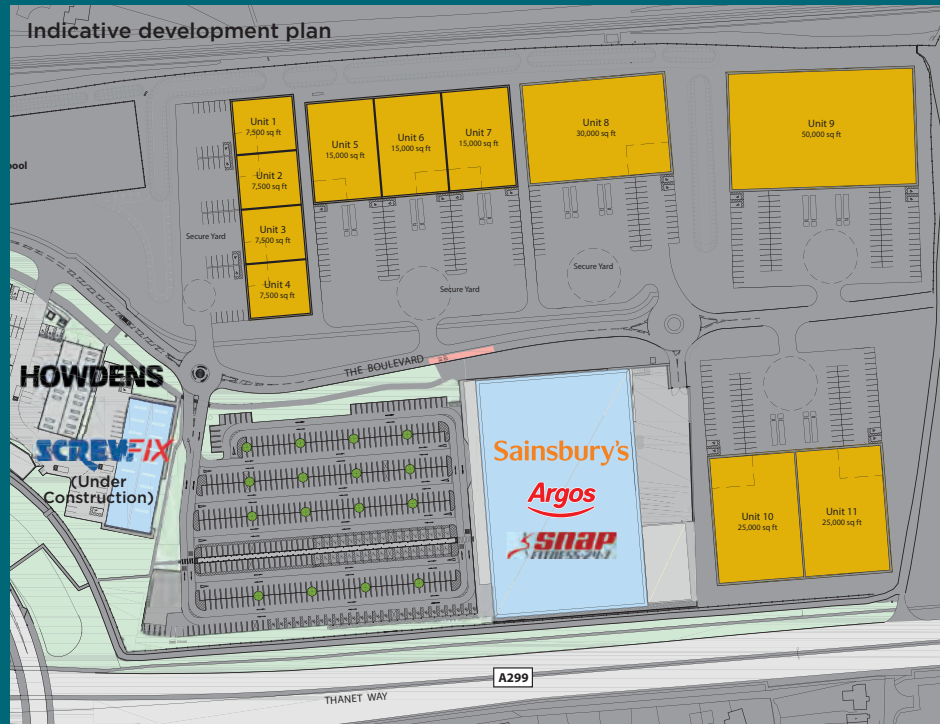 Indicative development plan
ool
Unit 1
7,500 sq ft
Unit 2
7,500 sq ft
Unit 3
7,500 sq ft
Unit 4
7,500 sq ft
Secure Yard
Unit 5
15,000 sq ft
Unit 6
15,000 sq ft
Unit 7
15,000 sq ft
Secure Yard
Unit 8
30,000 sq ft
Secure Yard
Unit 9
50,000 sq ft
THE BOULEVARD
HOWDENS
SCREWFIX
(Under
Construction)
Sainsbury's
Argos
SNAP
FITNESS-24-7
Unit 10
25,000 sq ft
Unit 11
25,000 sq ft
A299
THANET WAY